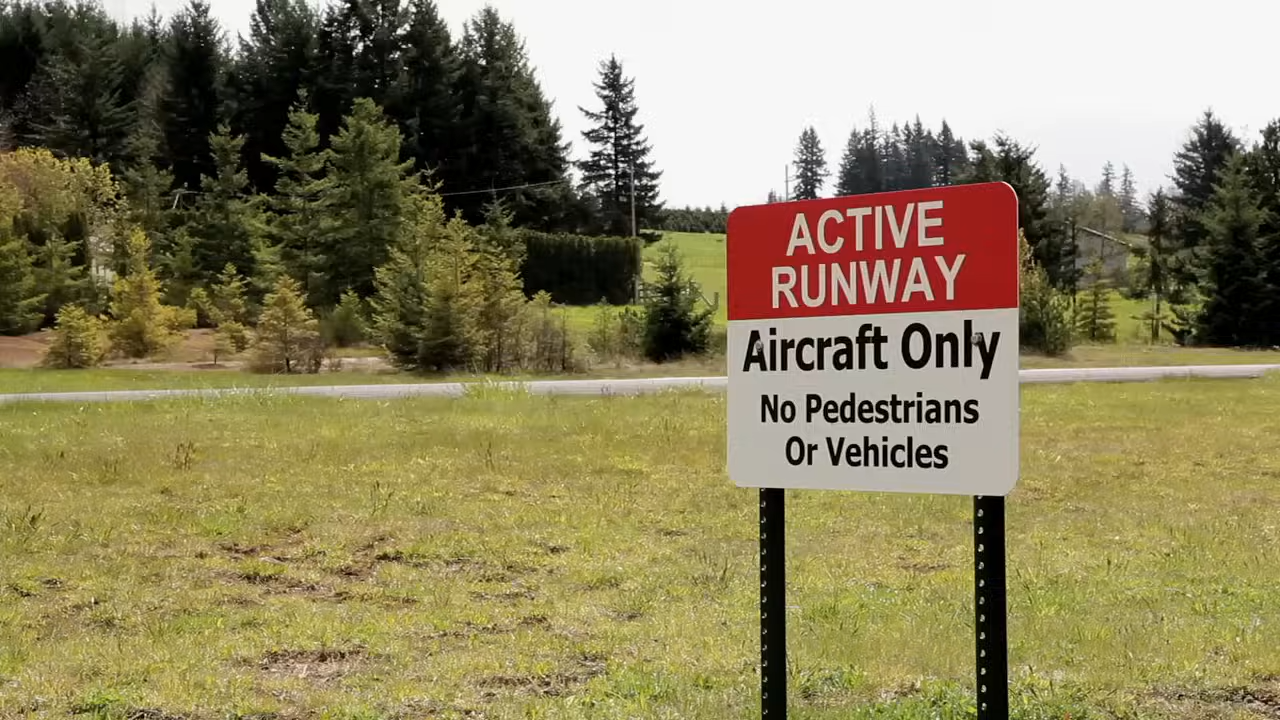 ACTIVE
RUNWAY
Aircraft Only
No Pedestrians
Or Vehicles